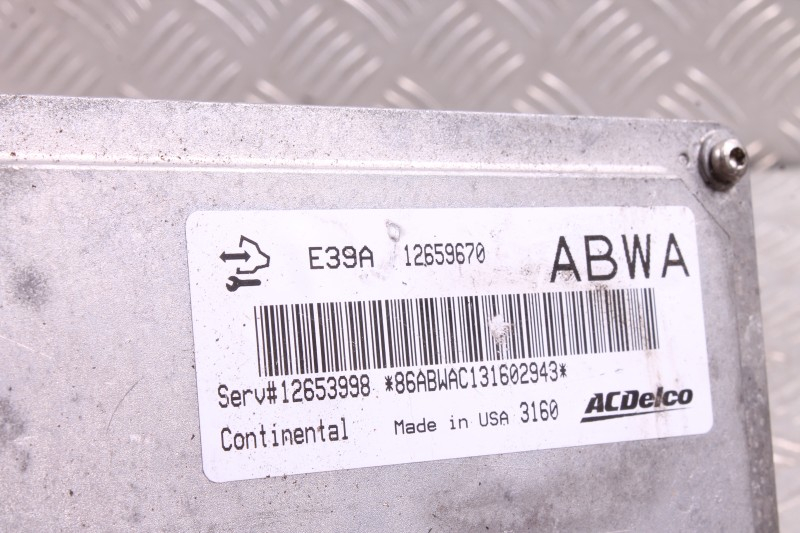 E39A 12659670 ABWA
Serv#12653998 *86ABWAC131602943*
Continental Made in USA 3160 ACDelco